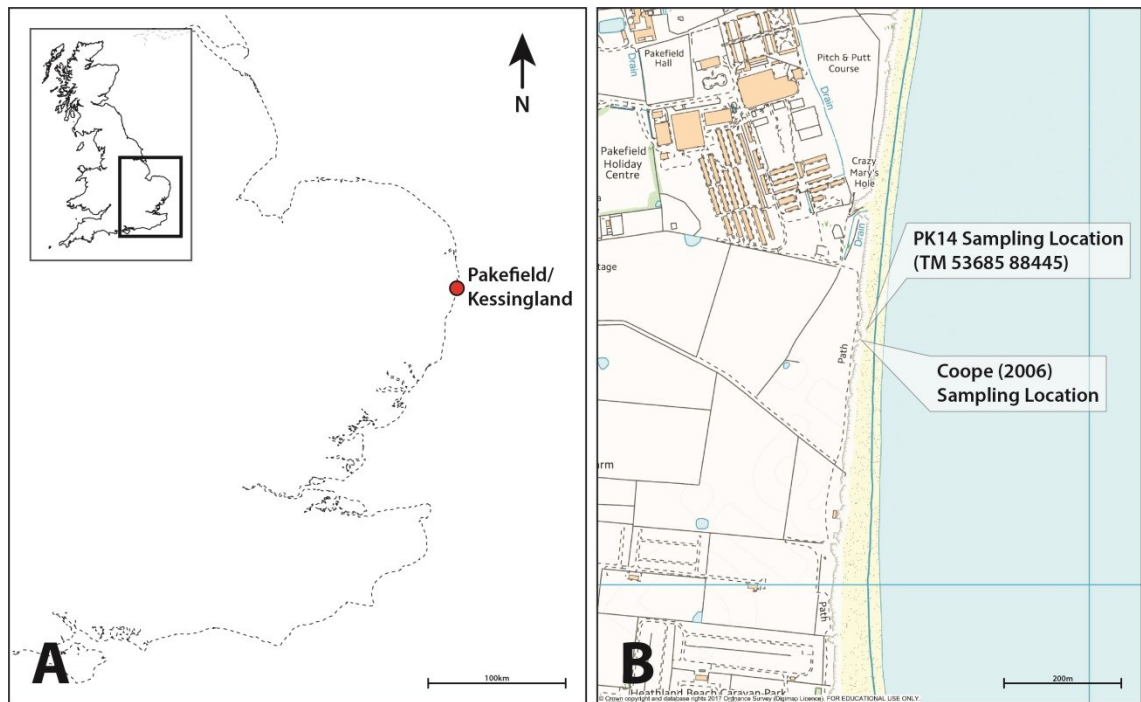 N
Pakefield/
Kessingland
A
100km
Pakefield
Hall
Drain
Pitch & Putt
Course
Drain
Pakefield
Holiday
Centre
Crazy
Mary's
Hole
Drain
PK14 Sampling Location
(TM 53685 88445)
tage
Path
Coope (2006)
Sampling Location
arm
Path
B
200m
Heathland Beach Caravan Park
© Crown copyright and database rights 2017 Ordnance Survey (Digimap Licence). FOR EDUCATIONAL USE ONLY.